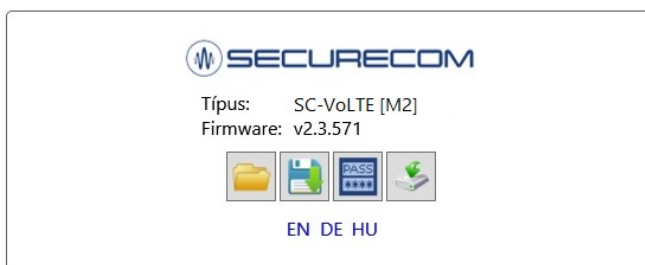 SECURECOM
Típus: SC-VoLTE [M2]
Firmware: v2.3.571
PASS
****
EN DE HU